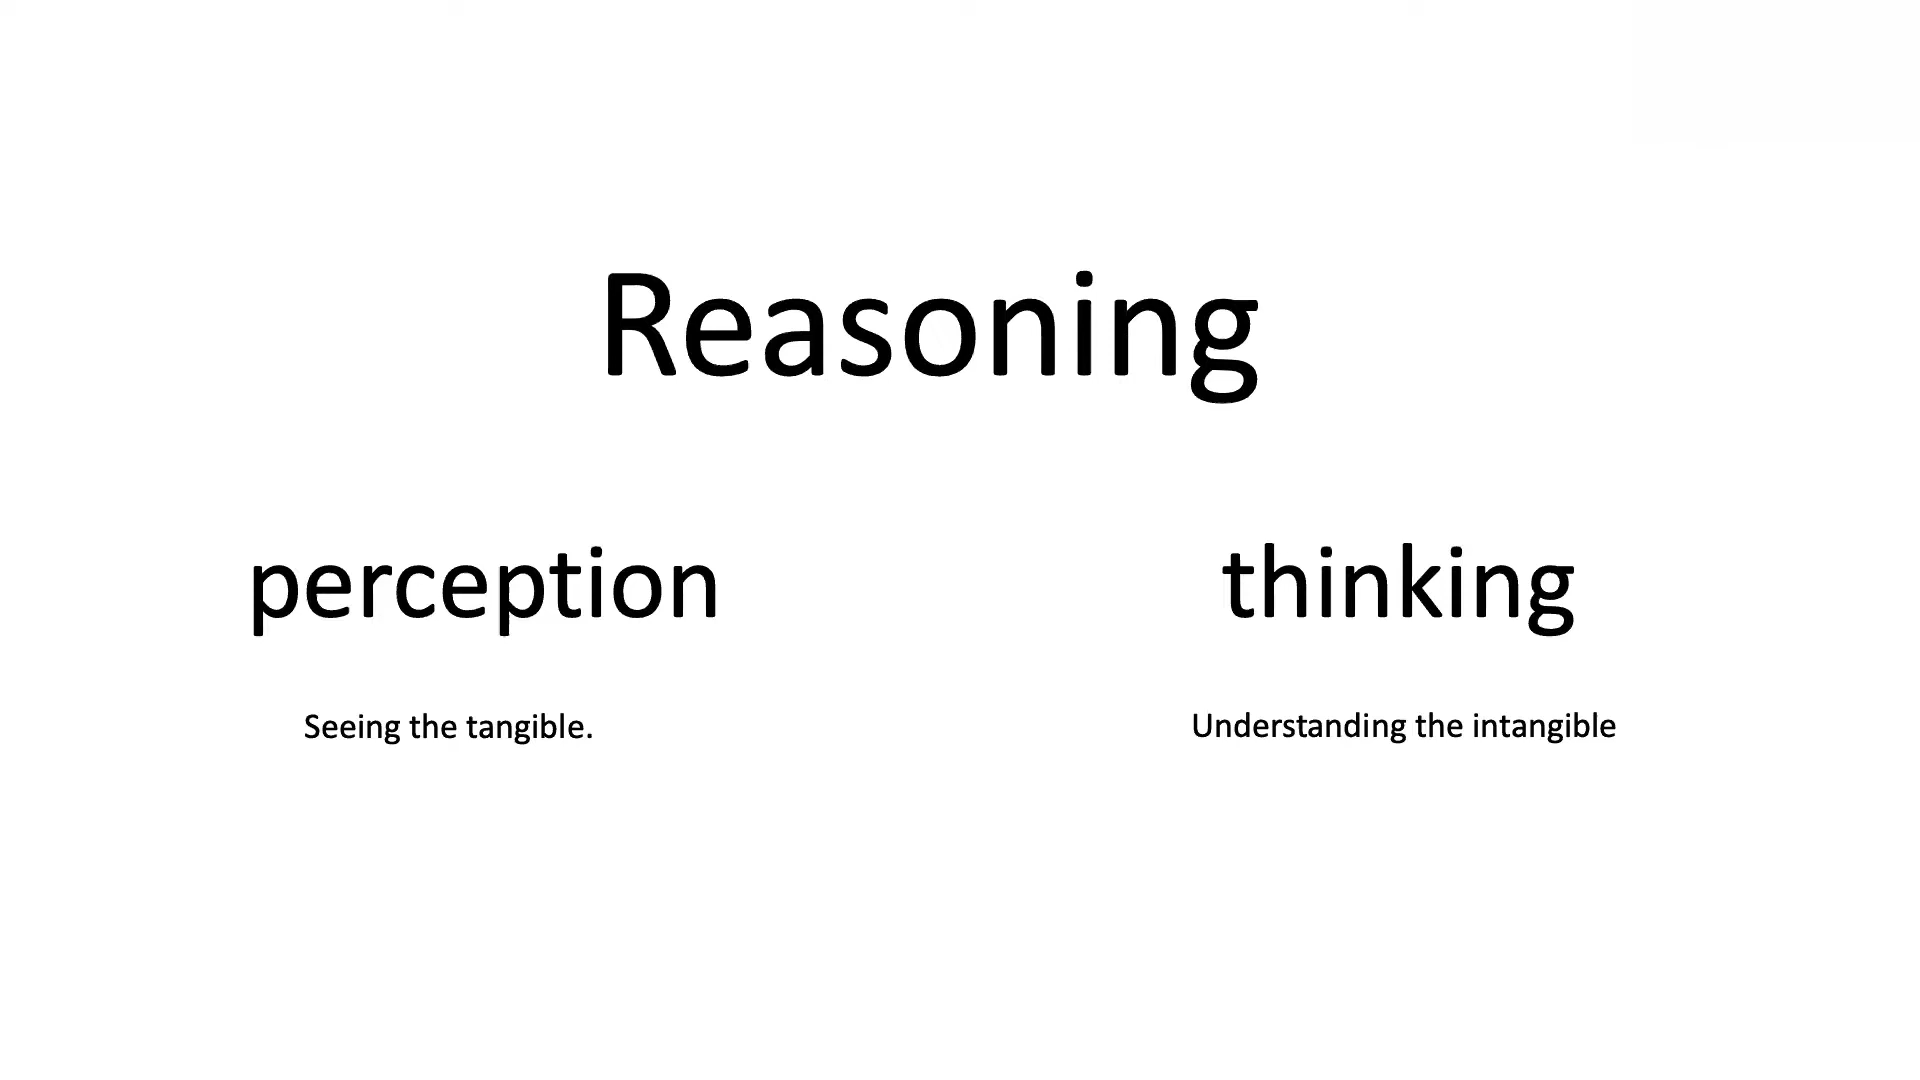 Reasoning
perception
thinking
Seeing the tangible.
Understanding the intangible